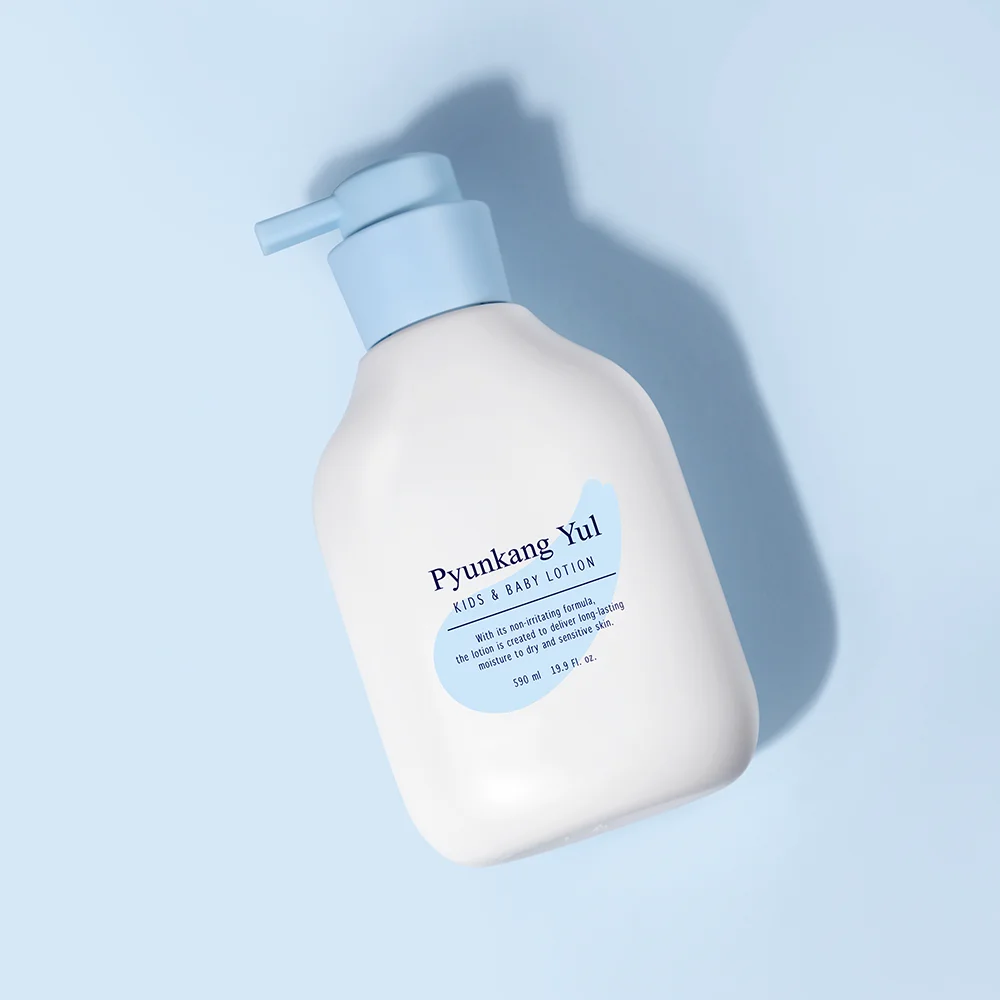 Pyunkang Yul
KIDS & BABY LOTION
With its non-irritating formula,
the lotion is created to deliver long-lasting
moisture to dry and sensitive skin.
590 ml 19.9 Fl. oz.